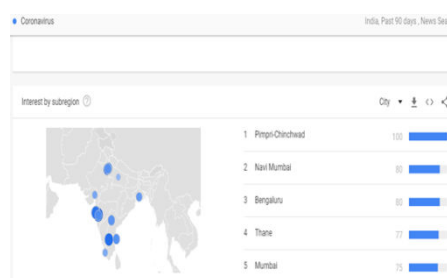 Coronavirus
India, Past 90 days, News Sea
Interest by subregion
City
1 Pimpri-Chinchwad 100
2 Navi Mumbai 80
3 Bengaluru 80
4 Thane 77
5 Mumbai 75